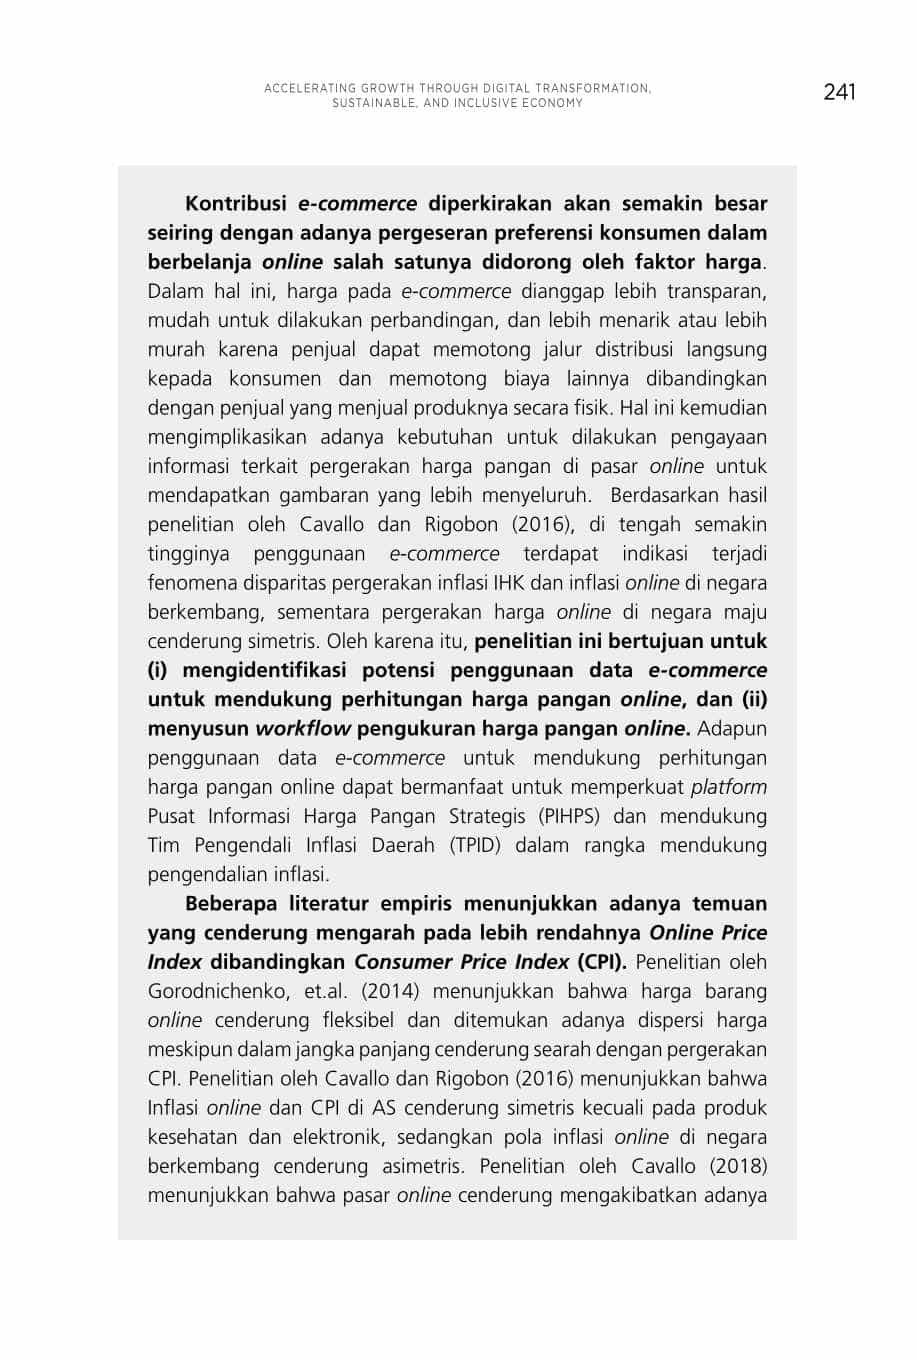 ACCELERATING GROWTH THROUGH DIGITAL TRANSFORMATION,
SUSTAINABLE, AND INCLUSIVE ECONOMY
241
Kontribusi e-commerce diperkirakan akan semakin besar
seiring dengan adanya pergeseran preferensi konsumen dalam
berbelanja online salah satunya didorong oleh faktor harga.
Dalam hal ini, harga pada e-commerce dianggap lebih transparan,
mudah untuk dilakukan perbandingan, dan lebih menarik atau lebih
murah karena penjual dapat memotong jalur distribusi langsung
kepada konsumen dan memotong biaya lainnya dibandingkan
dengan penjual yang menjual produknya secara fisik. Hal ini kemudian
mengimplikasikan adanya kebutuhan untuk dilakukan pengayaan
informasi terkait pergerakan harga pangan di pasar online untuk
mendapatkan gambaran yang lebih menyeluruh. Berdasarkan hasil
penelitian oleh Cavallo dan Rigobon (2016), di tengah semakin
tingginya penggunaan e-commerce terdapat indikasi terjadi
fenomena disparitas pergerakan inflasi IHK dan inflasi online di negara
berkembang, sementara pergerakan harga online di negara maju
cenderung simetris. Oleh karena itu, penelitian ini bertujuan untuk
(i) mengidentifikasi potensi penggunaan data e-commerce
untuk mendukung perhitungan harga pangan online, dan (ii)
menyusun workflow pengukuran harga pangan online. Adapun
penggunaan data e-commerce untuk mendukung perhitungan
harga pangan online dapat bermanfaat untuk memperkuat platform
Pusat Informasi Harga Pangan Strategis (PIHPS) dan mendukung
Tim Pengendali Inflasi Daerah (TPID) dalam rangka mendukung
pengendalian inflasi.
Beberapa literatur empiris menunjukkan adanya temuan
yang cenderung mengarah pada lebih rendahnya Online Price
Index dibandingkan Consumer Price Index (CPI). Penelitian oleh
Gorodnichenko, et.al. (2014) menunjukkan bahwa harga barang
online cenderung fleksibel dan ditemukan adanya dispersi harga
meskipun dalam jangka panjang cenderung searah dengan pergerakan
CPI. Penelitian oleh Cavallo dan Rigobon (2016) menunjukkan bahwa
Inflasi online dan CPI di AS cenderung simetris kecuali pada produk
kesehatan dan elektronik, sedangkan pola inflasi online di negara
berkembang cenderung asimetris. Penelitian oleh Cavallo (2018)
menunjukkan bahwa pasar online cenderung mengakibatkan adanya